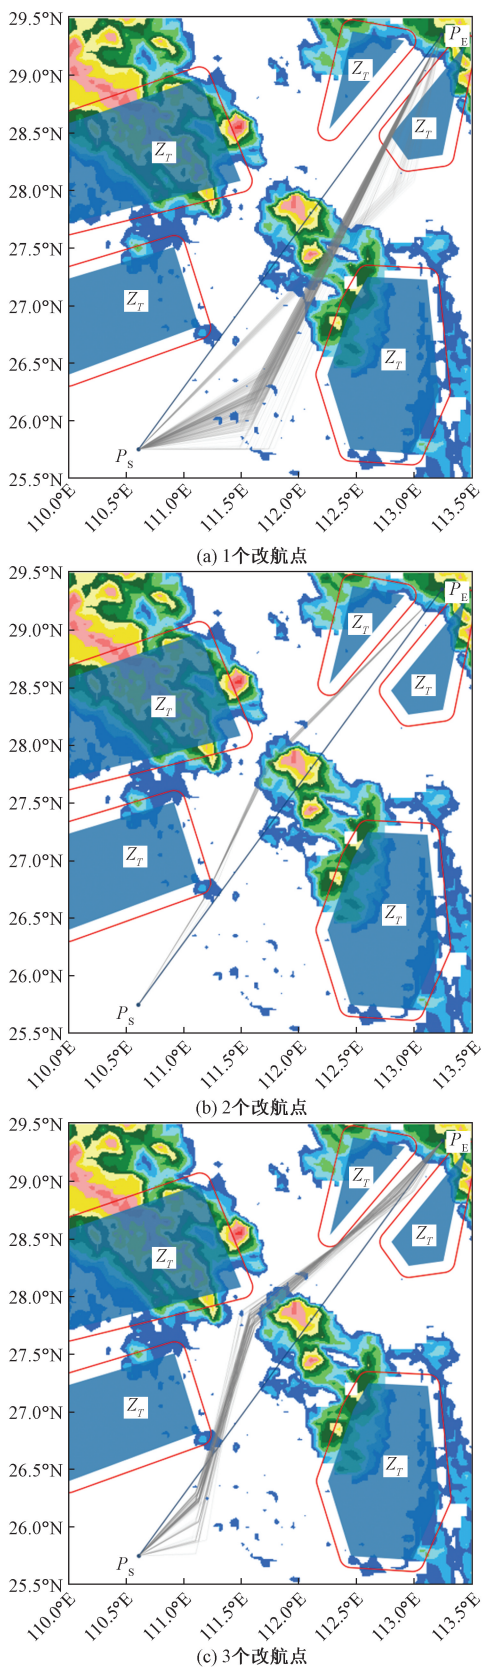 29.5°N
P_E
Z_T
29.0°N
Z_T
28.5°N
Z_T
28.0°N
27.5°N
Z_T
27.0°N
26.5°N
Z_T
26.0°N
P_S
25.5°N
110.0°E 110.5°E 111.0°E 111.5°E 112.0°E 112.5°E 113.0°E 113.5°E
(a) 1个改航点
29.5°N
P_E
29.0°N
Z_T
28.5°N
Z_T
Z_T
28.0°N
27.5°N
27.0°N
Z_T
26.5°N
Z_T
26.0°N
P_S
25.5°N
110.0°E 110.5°E 111.0°E 111.5°E 112.0°E 112.5°E 113.0°E 113.5°E
(b) 2个改航点
29.5°N
P_E
29.0°N
Z_T
28.5°N
Z_T
Z_T
28.0°N
27.5°N
27.0°N
Z_T
26.5°N
Z_T
26.0°N
P_S
25.5°N
110.0°E 110.5°E 111.0°E 111.5°E 112.0°E 112.5°E 113.0°E 113.5°E
(c) 3个改航点